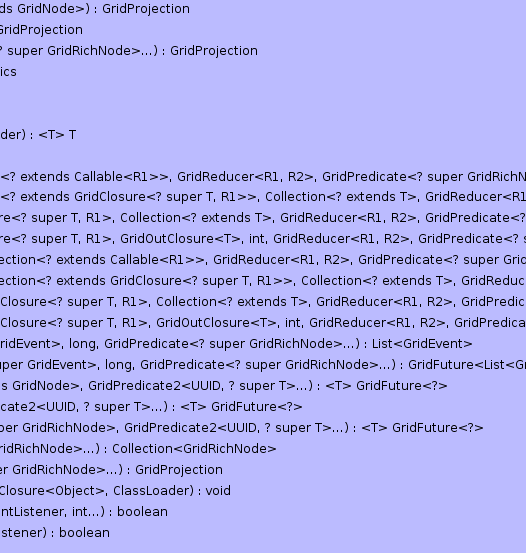 ds GridNode>) : GridProjection
GridProjection
? super GridRichNode>...) : GridProjection
ics
der) : <T> T
<? extends Callable<R1>>, GridReducer<R1, R2>, GridPredicate<? super GridRichN
<? extends GridClosure<? super T, R1>>, Collection<? extends T>, GridReducer<R1
re<? super T, R1>, Collection<? extends T>, GridReducer<R1, R2>, GridPredicate<?
re<? super T, R1>, GridOutClosure<T>, int, GridReducer<R1, R2>, GridPredicate<? s
ection<? extends Callable<R1>>, GridReducer<R1, R2>, GridPredicate<? super Grid
ection<? extends GridClosure<? super T, R1>>, Collection<? extends T>, GridReduc
Closure<? super T, R1>, Collection<? extends T>, GridReducer<R1, R2>, GridPredic
Closure<? super T, R1>, GridOutClosure<T>, int, GridReducer<R1, R2>, GridPredica
ridEvent>, long, GridPredicate<? super GridRichNode>...) : List<GridEvent>
uper GridEvent>, long, GridPredicate<? super GridRichNode>...) : GridFuture<List<Gr
s GridNode>, GridPredicate2<UUID, ? super T>...) : <T> GridFuture<?>
cate2<UUID, ? super T>...) : <T> GridFuture<?>
per GridRichNode>, GridPredicate2<UUID, ? super T>...) : <T> GridFuture<?>
ridRichNode>...) : Collection<GridRichNode>
er GridRichNode>...) : GridProjection
Closure<Object>, ClassLoader) : void
ntListener, int...) : boolean
stener) : boolean